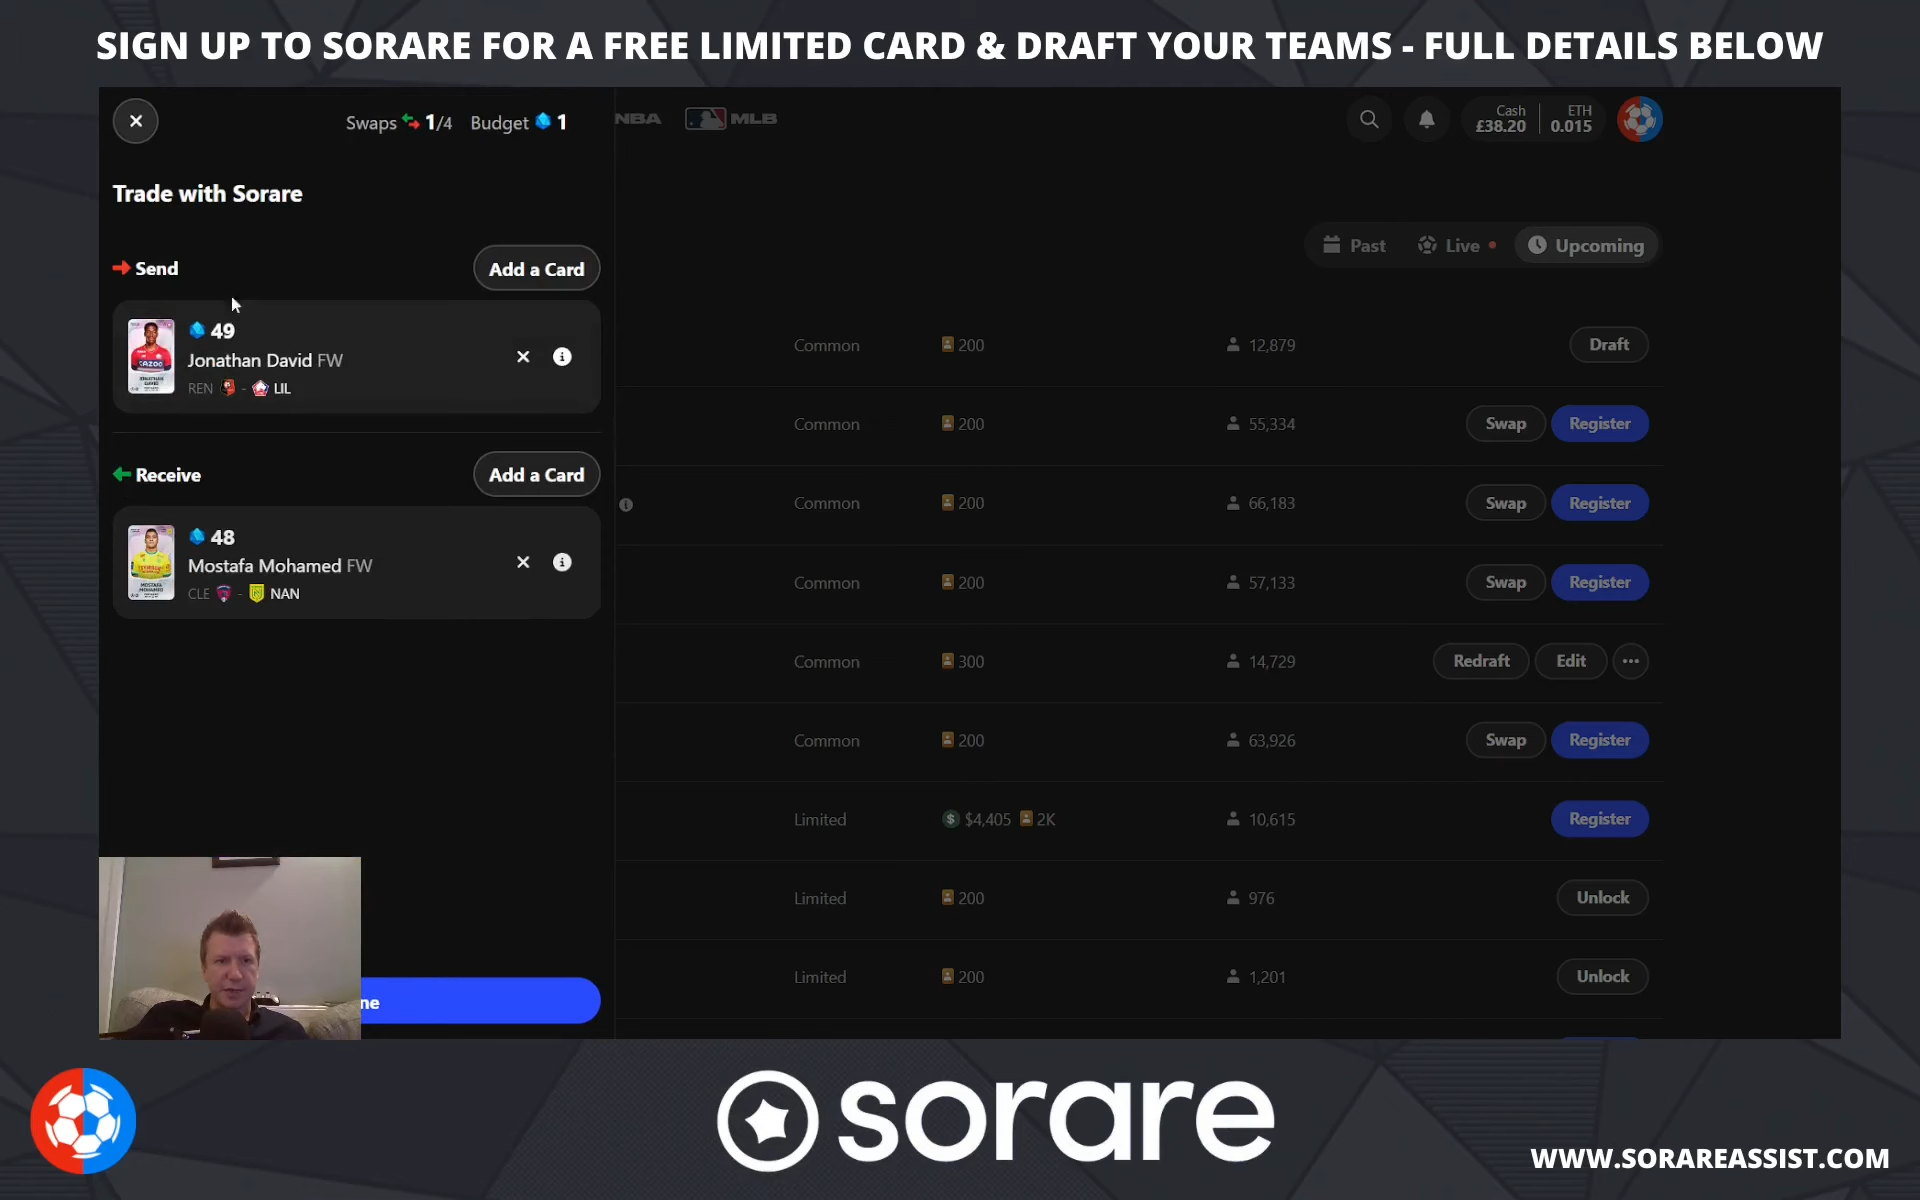 SIGN UP TO SORARE FOR A FREE LIMITED CARD & DRAFT YOUR TEAMS - FULL DETAILS BELOW
Swaps 1/4 Budget 1
NBA MLB
Cash £38.20
ETH 0.015
Trade with Sorare
Past Live Upcoming
Send Add a Card
49
Jonathan David FW
REN - LIL
Receive Add a Card
48
Mostafa Mohamed FW
CLE - NAN
Common 200 12,879 Draft
Common 200 55,334 Swap Register
Common 200 66,183 Swap Register
Common 200 57,133 Swap Register
Common 300 14,729 Redraft Edit
Common 200 63,926 Swap Register
Limited $4,405 2K 10,615 Register
Limited 200 976 Unlock
Limited 200 1,201 Unlock
ne
sorare
WWW.SORAREASSIST.COM